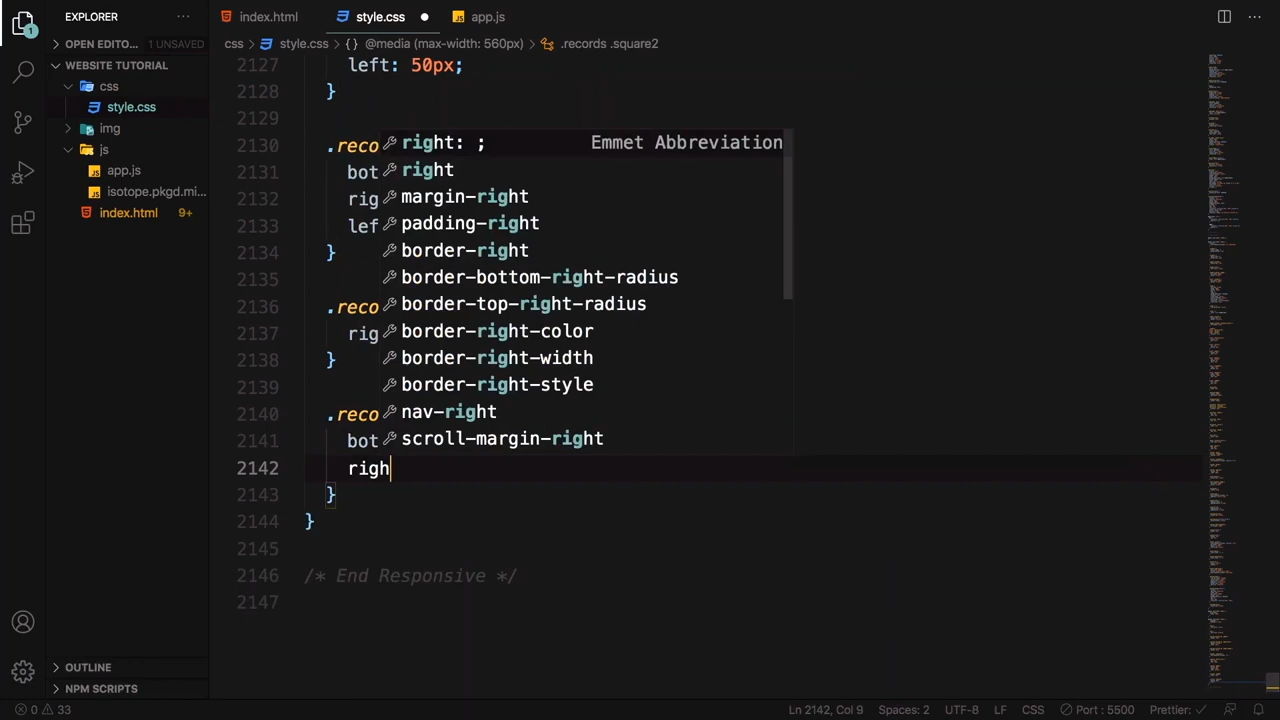 EXPLORER
index.html
style.css
app.js
OPEN EDITO... 1 UNSAVED
css
style.css
{} @media (max-width: 560px)
.records .square2
WEBSITE TUTORIAL
css
style.css
img
js
app.js
isotope.pkgd.mi...
index.html 9+
2127 left: 50px;
2128 }
2129
2130 .reco
2131 bot
2132 rig
2133 lef
2134 }
2135
2136 .reco
2137 rig
2138 }
2139
2140 .reco
2141 bot
2142 righ
2143 }
2144 }
2145
2146 /* End Responsive */
2147
right: ; Emmet Abbreviation
right
margin-right
padding-right
border-right
border-bottom-right-radius
border-top-right-radius
border-right-color
border-right-width
border-right-style
nav-right
scroll-margin-right
OUTLINE
NPM SCRIPTS
0 33
Ln 2142, Col 9
Spaces: 2
UTF-8
LF
CSS
Port : 5500
Prettier: ✓
1